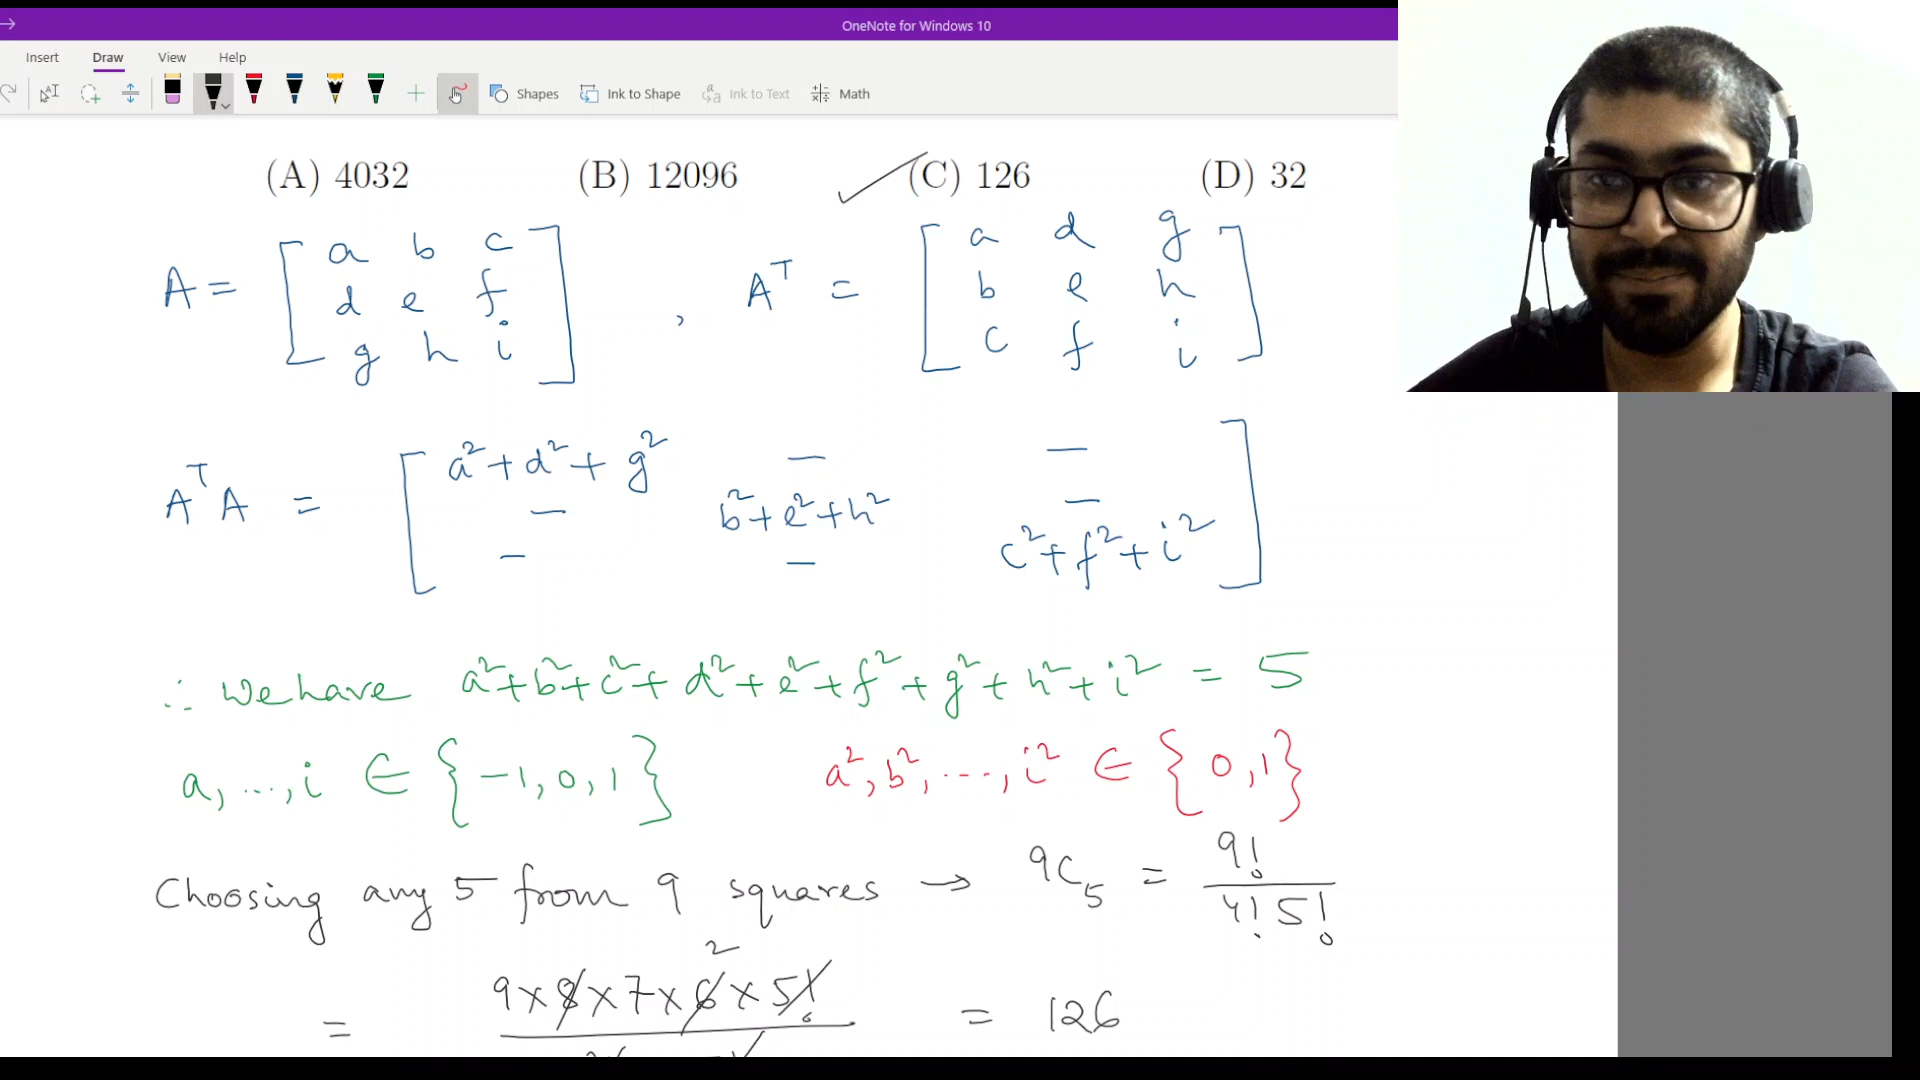 OneNote for Windows 10
Insert Draw View Help
Shapes Ink to Shape Ink to Text Math
(A) 4032 (B) 12096 (C) 126 (D) 32
A = [ a b c
d e f
g h i ] , Aᵀ = [ a d g
b e h
c f i ]
AᵀA = [ a²+d²+g² — —
— b²+e²+h² —
— — c²+f²+i² ]
∴ We have a²+b²+c²+d²+e²+f²+g²+h²+i² = 5
a, ..., i ∈ {-1, 0, 1} a², b², ..., i² ∈ {0, 1}
Choosing any 5 from 9 squares → 9C₅ = 9! / 4! 5!
2
= 9×8×7×6×5! = 126